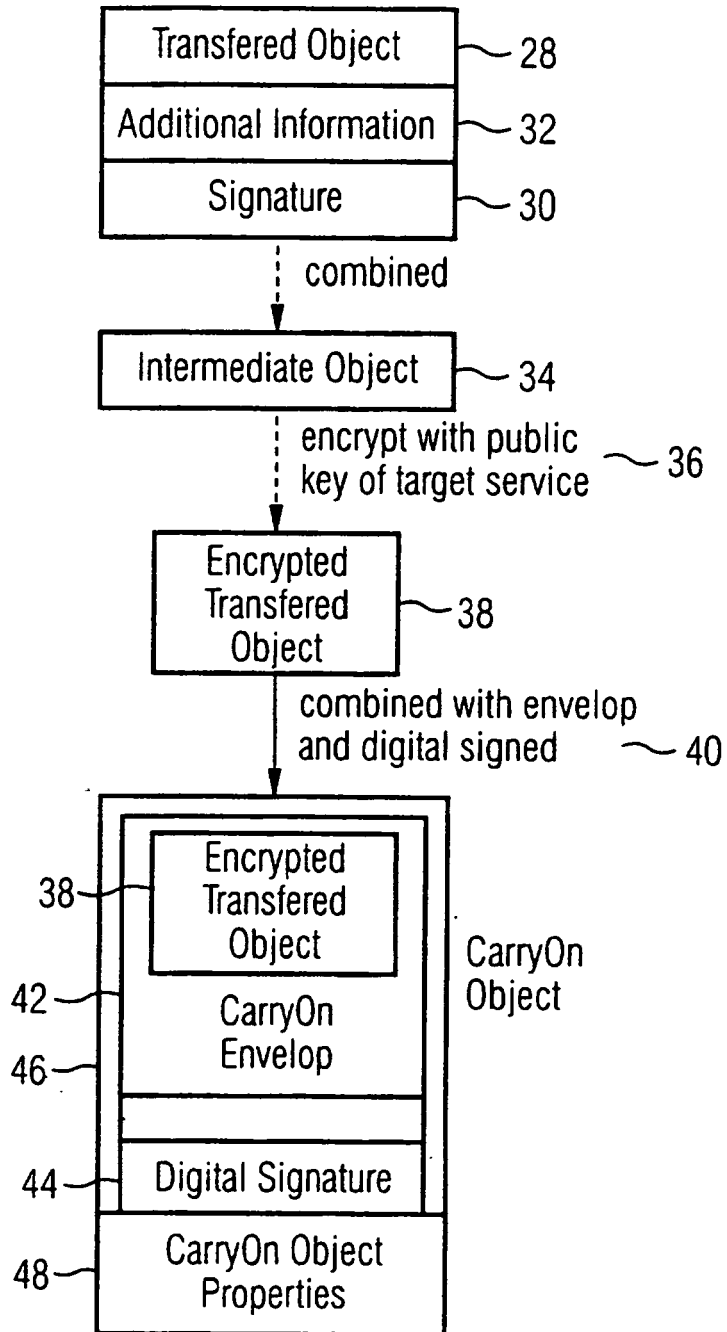 Transfered Object 28
Additional Information 32
Signature 30
combined
Intermediate Object 34
encrypt with public
key of target service 36
Encrypted
Transfered
Object
38
combined with envelop
and digital signed 40
Encrypted
Transfered
Object
38
CarryOn
Object
42
CarryOn
Envelop
46
44 Digital Signature
48 CarryOn Object
Properties